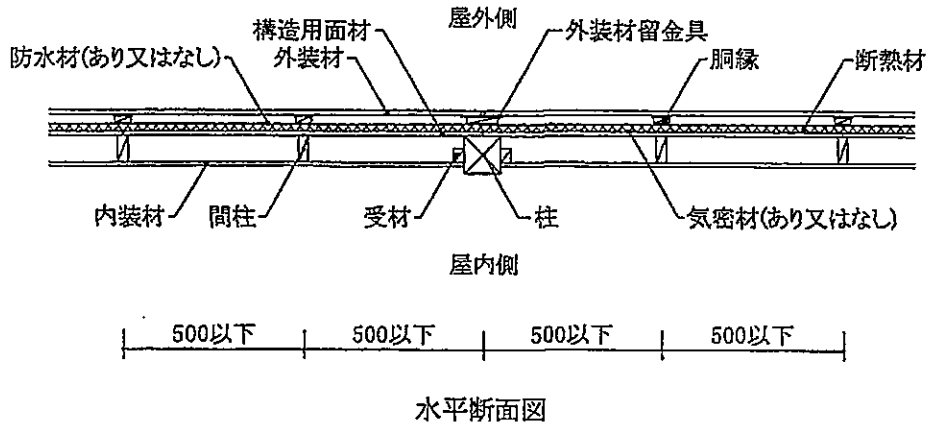 屋外側
構造用面材
外装材留金具
防水材(あり又はなし)
外装材
胴縁
断熱材
内装材
間柱
受材
柱
気密材(あり又はなし)
屋内側
500以下
500以下
500以下
500以下
水平断面図